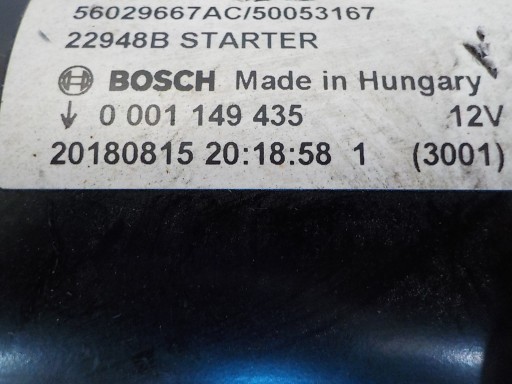 56029667AC/50053167
22948B STARTER
BOSCH Made in Hungary
↓ 0 001 149 435 12V
20180815 20:18:58 1 (3001)